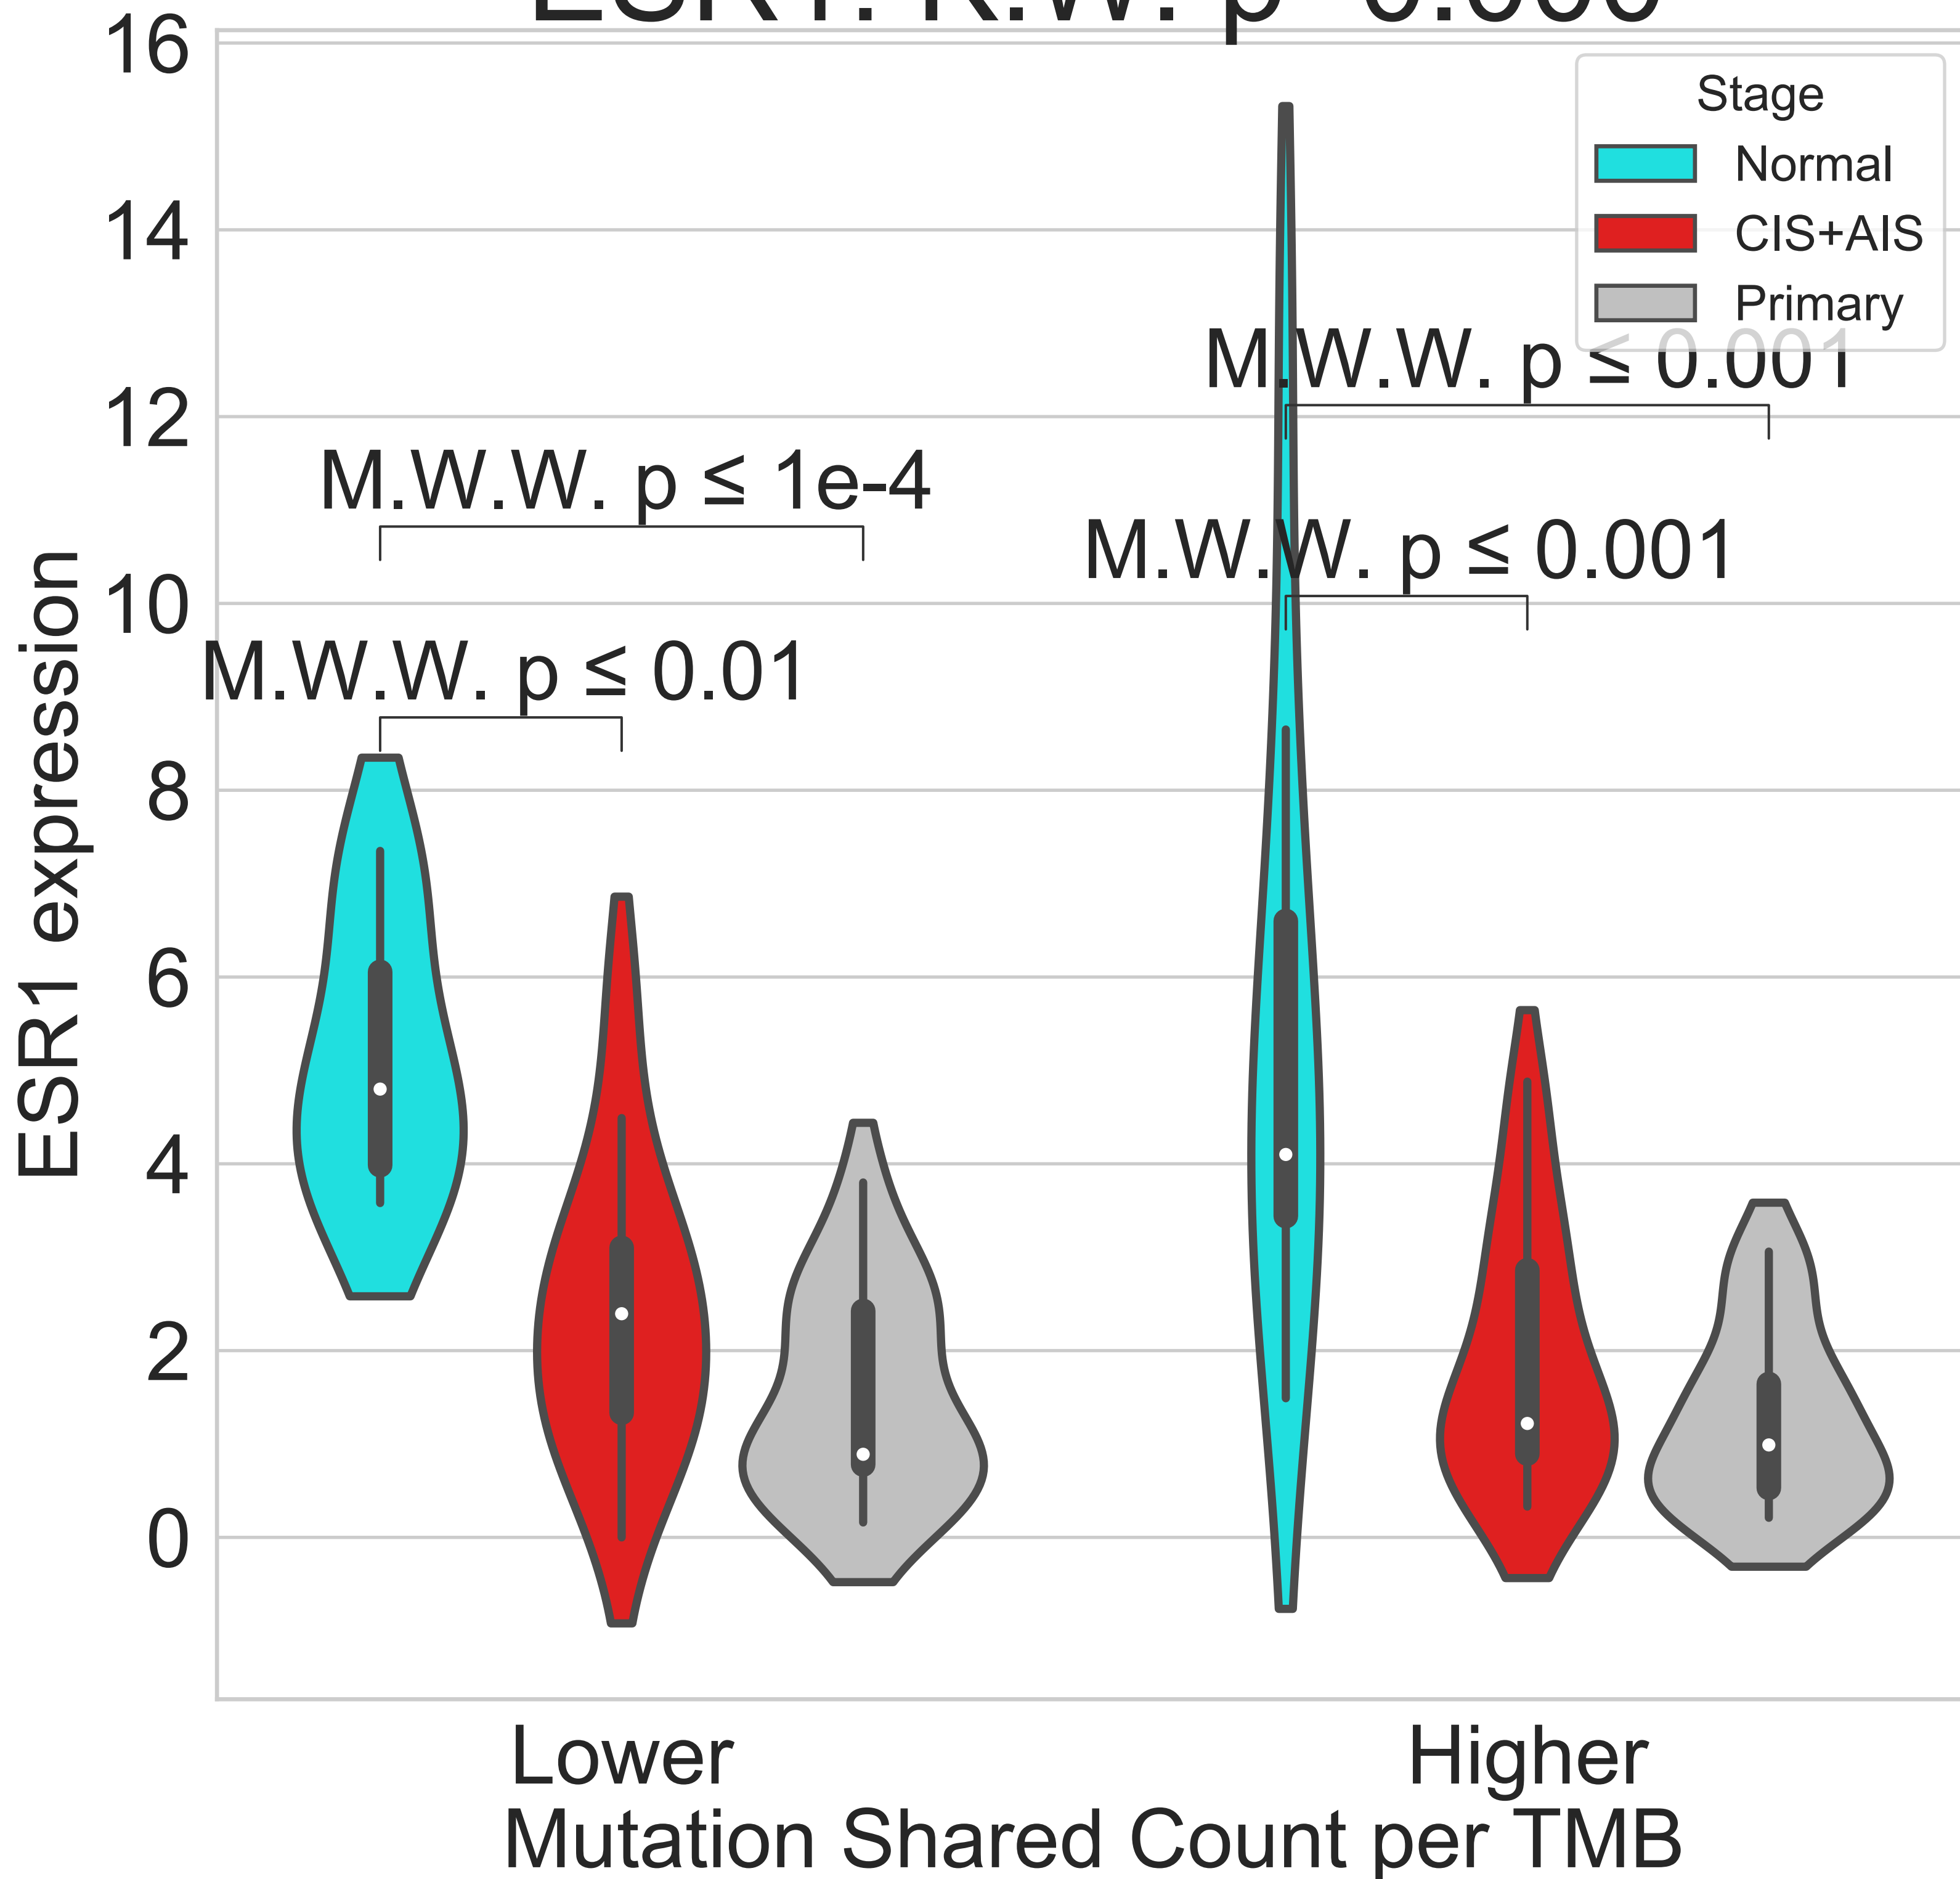 16
14
12
10
8
6
4
2
0
ESR1 expression
Stage
Normal
CIS+AIS
Primary
M.W.W. p ≤ 0.001
M.W.W. p ≤ 1e-4
M.W.W. p ≤ 0.001
M.W.W. p ≤ 0.01
Lower
Higher
Mutation Shared Count per TMB